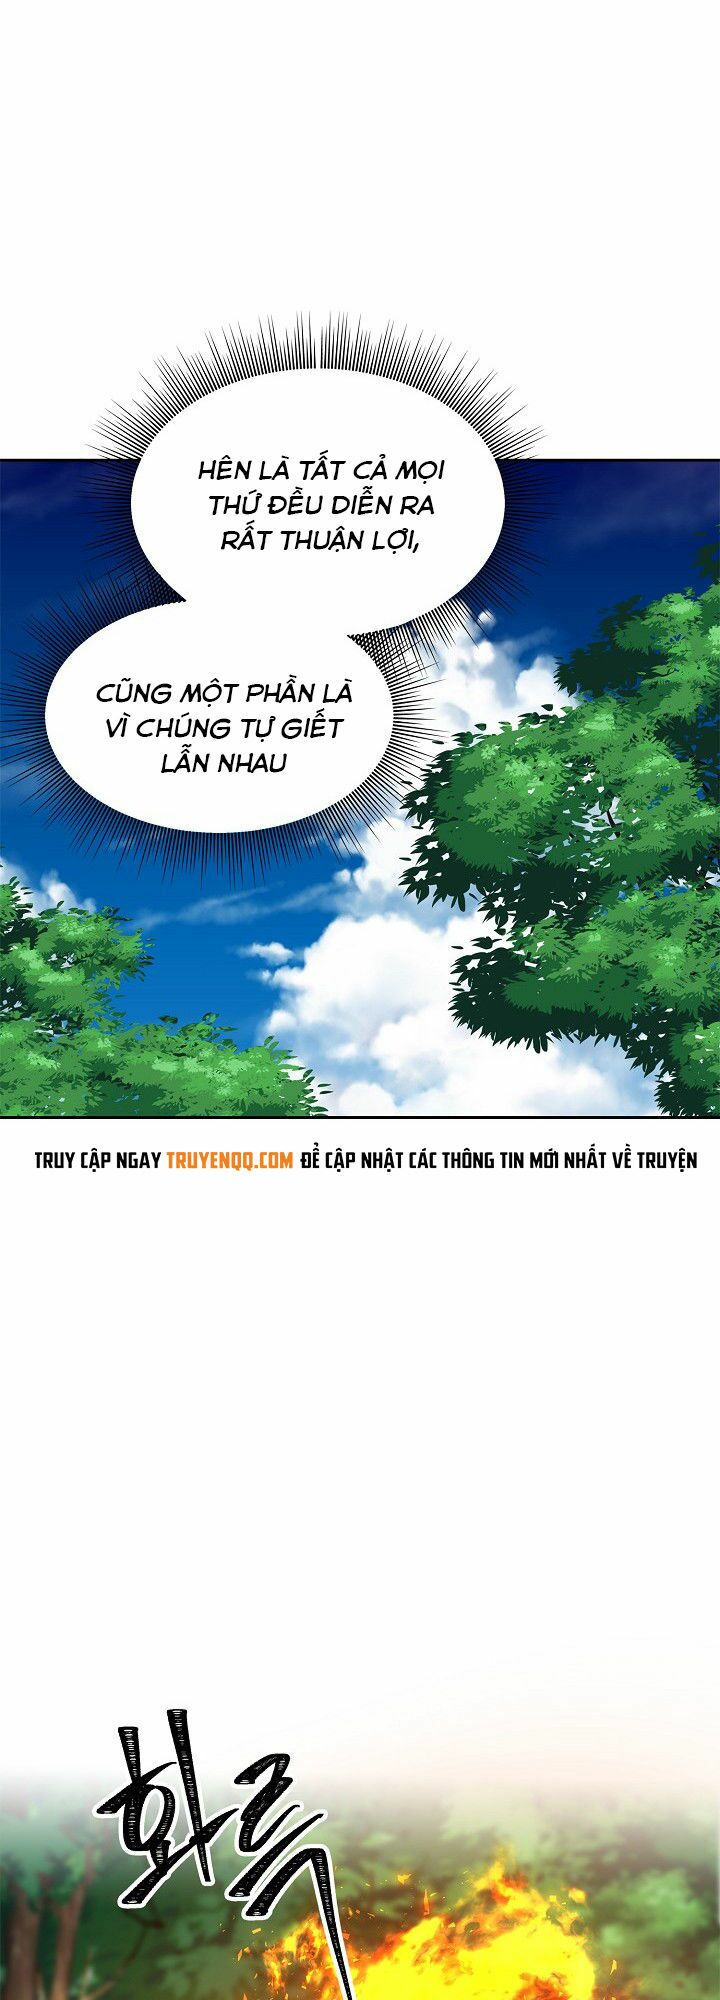 HÊN LÀ TẤT CẢ MỌI
THỨ ĐỀU DIỄN RA
RẤT THUẬN LỢI,
CŨNG MỘT PHẦN LÀ
VÌ CHÚNG TỰ GIẾT
LẪN NHAU
TRUY CẬP NGAY TRUYENQQ.COM ĐỂ CẬP NHẬT CÁC THÔNG TIN MỚI NHẤT VỀ TRUYỆN
화르륵